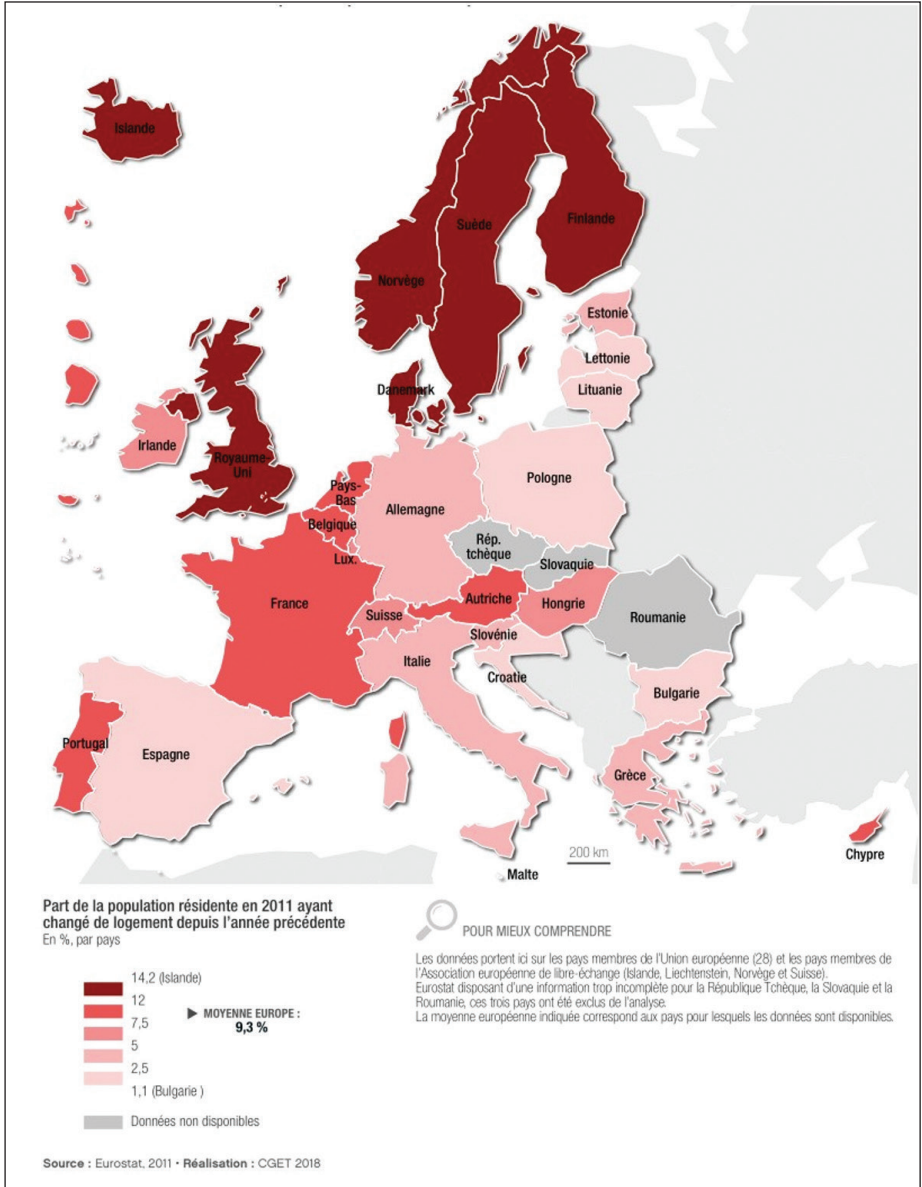 Islande
Suède
Finlande
Norvège
Estonie
Lettonie
Danemark
Lituanie
Irlande
Royaume-
Uni
Pays-
Bas
Pologne
Allemagne
Belgique
Rép.
tchèque
Lux.
Slovaquie
France
Autriche
Hongrie
Suisse
Roumanie
Slovénie
Italie
Croatie
Bulgarie
Portugal
Espagne
Grèce
200 km
Chypre
Malte
Part de la population résidente en 2011 ayant
changé de logement depuis l'année précédente
En %, par pays
14,2 (Islande)
12
7,5
5
2,5
1,1 (Bulgarie )
MOYENNE EUROPE :
9,3 %
Données non disponibles
POUR MIEUX COMPRENDRE
Les données portent ici sur les pays membres de l'Union européenne (28) et les pays membres de
l'Association européenne de libre-échange (Islande, Liechtenstein, Norvège et Suisse).
Eurostat disposant d'une information trop incomplète pour la République Tchèque, la Slovaquie et la
Roumanie, ces trois pays ont été exclus de l'analyse.
La moyenne européenne indiquée correspond aux pays pour lesquels les données sont disponibles.
Source : Eurostat, 2011 • Réalisation : CGET 2018